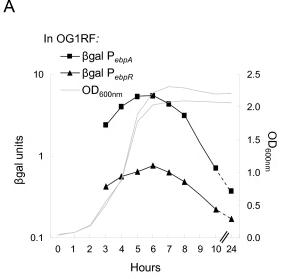 A
In OG1RF:
βgal PebpA
βgal PebpR
OD600nm
10
1
0.1
βgal units
2.5
2.0
1.5
1.0
0.5
0.0
OD600nm
0 1 2 3 4 5 6 7 8 9 10 24
Hours